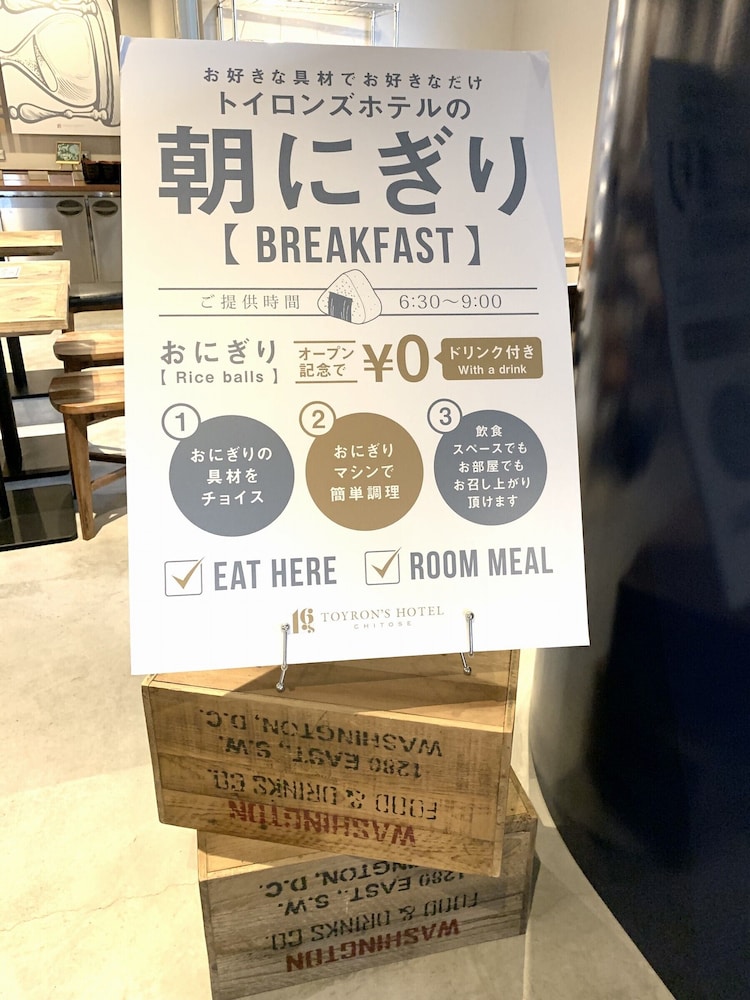 お好きな具材でお好きなだけ
トイロンズホテルの
朝にぎり
【 BREAKFAST 】
ご提供時間 6:30～9:00
おにぎり
【 Rice balls 】
オープン
記念で
¥0
ドリンク付き
With a drink
1
おにぎりの
具材を
チョイス
2
おにぎり
マシンで
簡単調理
3
飲食
スペースでも
お部屋でも
お召し上がり
頂けます
EAT HERE
ROOM MEAL
TOYRON'S HOTEL
CHITOSE
WASHINGTON
FOOD & DRINKS CO.
1280 EAST., S.W.
WASHINGTON, D.C.
WASHINGTON
FOOD & DRINKS CO.
1280 EAST., S.W.
INGTON, D.C.